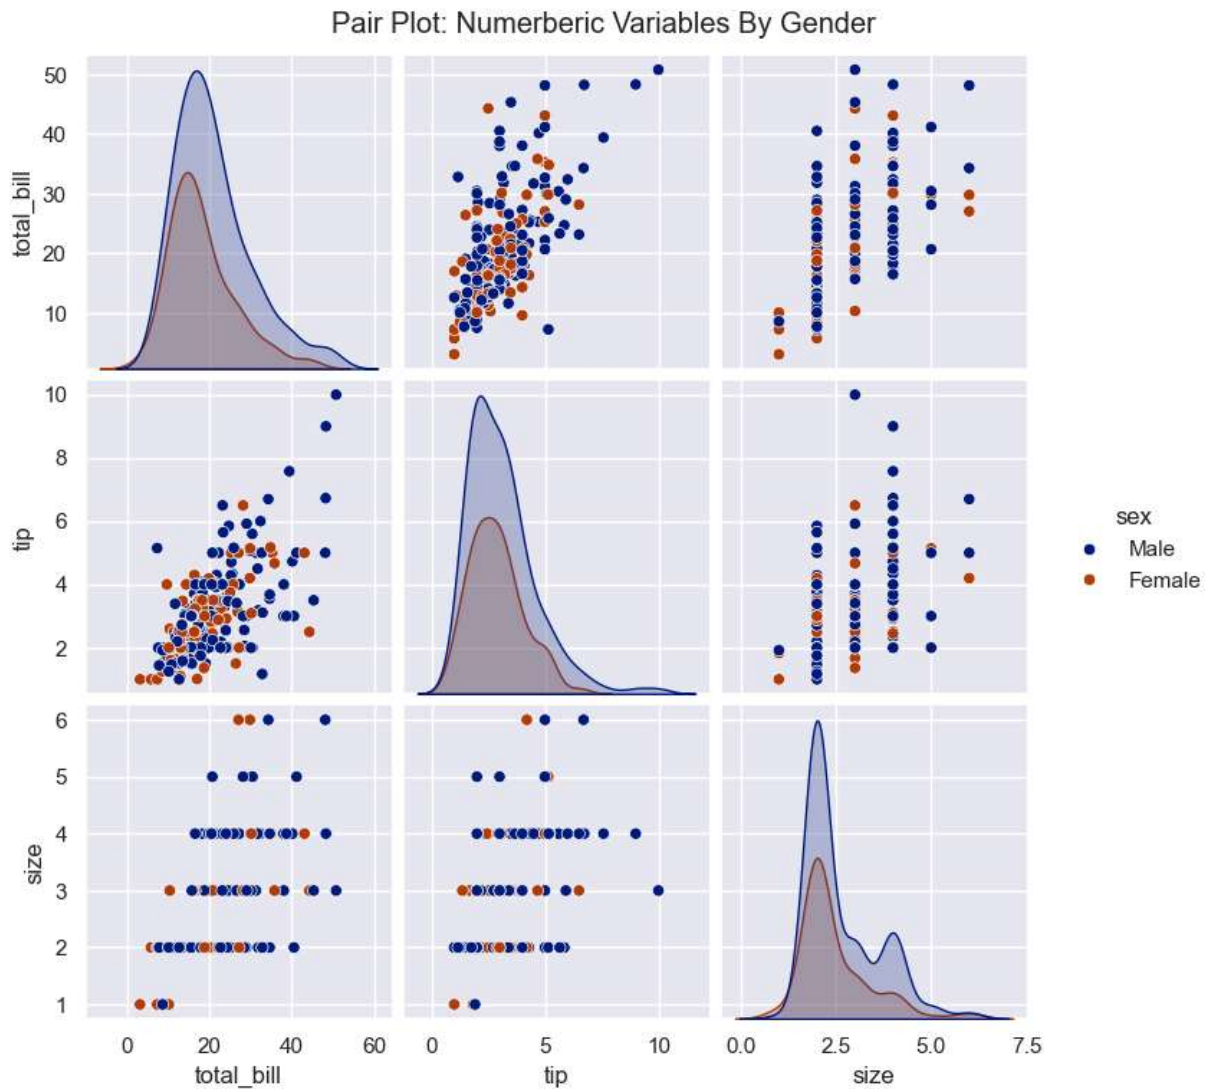 Pair Plot: Numerberic Variables By Gender
50
40
30
20
10
total_bill
10
8
6
4
2
tip
sex
Male
Female
6
5
4
3
2
1
size
0 20 40 60
0 5 10
0.0 2.5 5.0 7.5
total_bill
tip
size